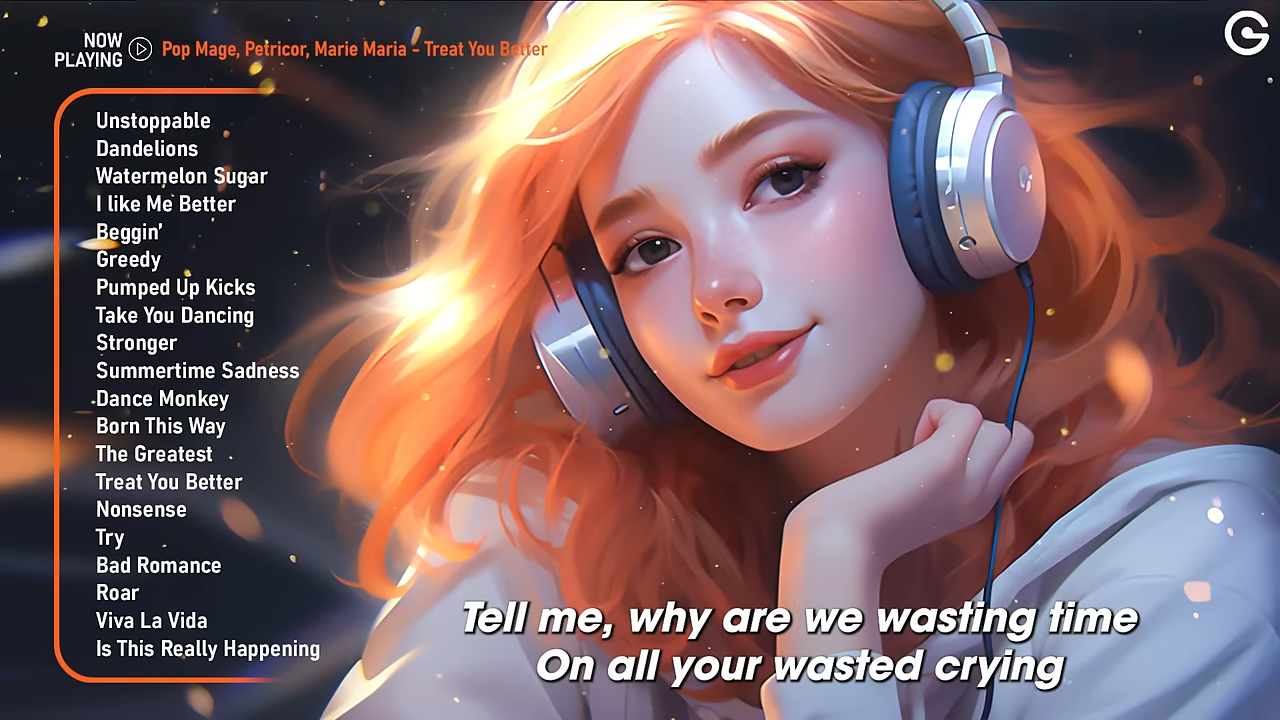 NOW
PLAYING
Pop Mage, Petricor, Marie Maria - Treat You Better
Unstoppable
Dandelions
Watermelon Sugar
I like Me Better
Beggin'
Greedy
Pumped Up Kicks
Take You Dancing
Stronger
Summertime Sadness
Dance Monkey
Born This Way
The Greatest
Treat You Better
Nonsense
Try
Bad Romance
Roar
Viva La Vida
Is This Really Happening
Tell me, why are we wasting time
On all your wasted crying